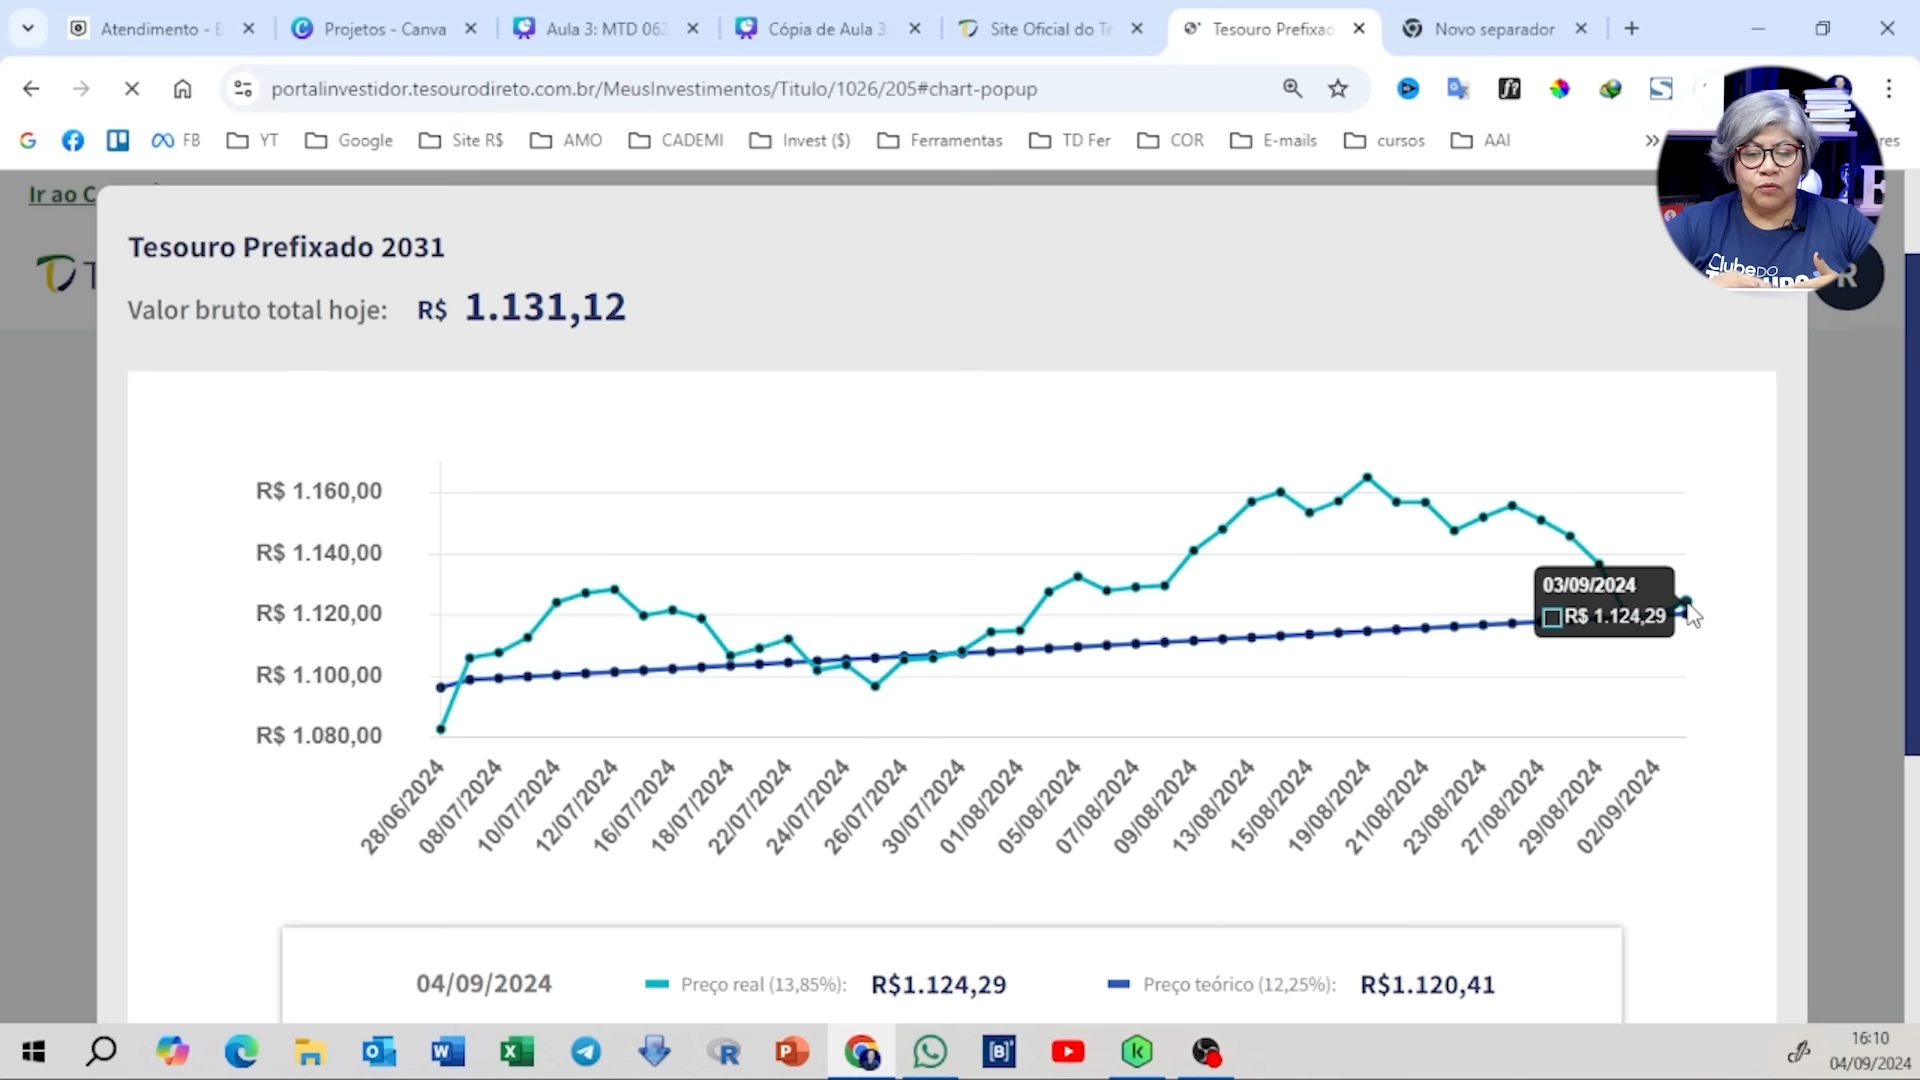 Atendimento - E
Projetos - Canva
Aula 3: MTD 062
Cópia de Aula 3:
Site Oficial do Te
Tesouro Prefixad
Novo separador
portalinvestidor.tesourodireto.com.br/MeusInvestimentos/Titulo/1026/205#chart-popup
FB
YT
Google
Site R$
AMO
CADEMI
Invest ($)
Ferramentas
TD Fer
COR
E-mails
cursos
AAI
res
Ir ao C
Tesouro Prefixado 2031
Valor bruto total hoje: R$ 1.131,12
Clube DO
R
R$ 1.160,00
R$ 1.140,00
R$ 1.120,00
R$ 1.100,00
R$ 1.080,00
03/09/2024
R$ 1.124,29
28/06/2024
08/07/2024
10/07/2024
12/07/2024
16/07/2024
18/07/2024
22/07/2024
24/07/2024
26/07/2024
30/07/2024
01/08/2024
05/08/2024
07/08/2024
09/08/2024
13/08/2024
15/08/2024
19/08/2024
21/08/2024
23/08/2024
27/08/2024
29/08/2024
02/09/2024
04/09/2024
Preço real (13,85%): R$1.124,29
Preço teórico (12,25%): R$1.120,41
16:10
04/09/2024